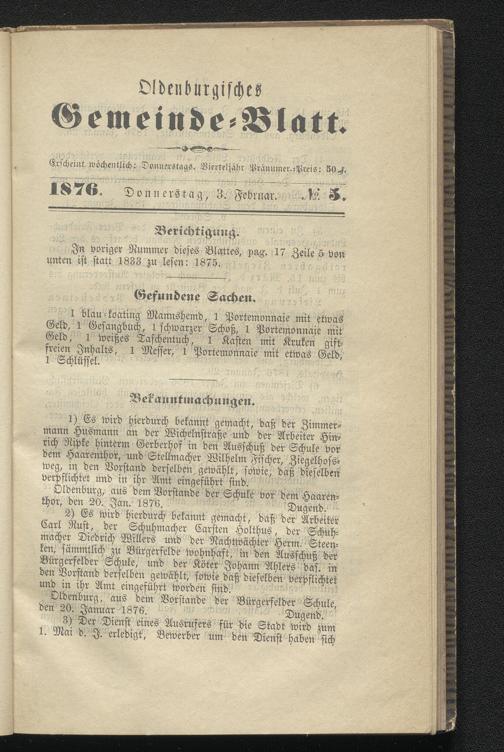 Oldenburgisches
Gemeinde-Blatt.
Erscheint wöchentlich: Donnerstags. Vierteljähr Pränumer.-Preis: 50 ₰.
1876. Donnerstag, 3. Februar. № 5.
Berichtigung.
In voriger Nummer dieses Blattes, pag. 17 Zeile 5 von
unten ist statt 1833 zu lesen: 1875.
Gefundene Sachen.
1 blau koating Mamshemd, 1 Portemonnaie mit etwas
Geld, 1 Gesangbuch, 1 schwarzer Schoß, 1 Portemonnaie mit
Geld, 1 weißes Taschentuch, 1 Kasten mit Kruken gift-
freien Inhalts, 1 Messer, 1 Portemonnaie mit etwas Geld,
1 Schlüssel.
Bekanntmachungen.
1) Es wird hierdurch bekannt gemacht, daß der Zimmer-
mann Husmann an der Wichelnstraße und der Arbeiter Hin-
rich Ripke hinterm Gerberhof in den Ausschuß der Schule vor
dem Haarenthor, und Stellmacher Wilhelm Fischer, Ziegelhofs-
weg, in den Vorstand derselben gewählt, sowie, daß dieselben
verpflichtet und in ihr Amt eingeführt sind.
Oldenburg, aus dem Vorstande der Schule vor dem Haaren-
thor, den 20. Jan. 1876. Dugend.
2) Es wird hierdurch bekannt gemacht, daß der Arbeiter
Carl Rust, der Schuhmacher Carsten Holthus, der Schuh-
macher Diedrich Willers und der Nachtwächter Herm. Steen-
ken, sämmtlich zu Bürgerfelde wohnhaft, in den Ausschuß der
Bürgerfelder Schule, und der Köter Johann Ahlers das. in
den Vorstand derselben gewählt, sowie daß dieselben verpflichtet
und in ihr Amt eingeführt worden sind.
Oldenburg, aus dem Vorstande der Bürgerfelder Schule,
den 20. Januar 1876. Dugend.
3) Der Dienst eines Ausrufers für die Stadt wird zum
1. Mai d. J. erledigt, Bewerber um den Dienst haben sich